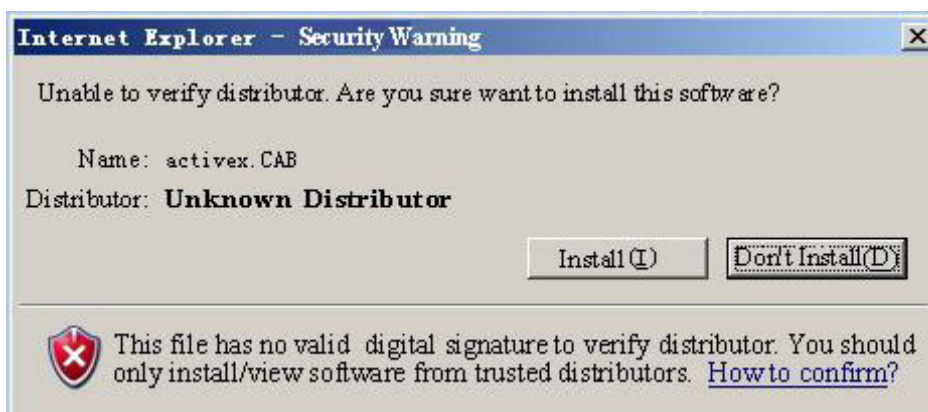 Internet Explorer - Security Warning
Unable to verify distributor. Are you sure want to install this software?
Name: activex.CAB
Distributor: Unknown Distributor
Install(I) Don't Install(D)
This file has no valid digital signature to verify distributor. You should
only install/view software from trusted distributors. How to confirm?